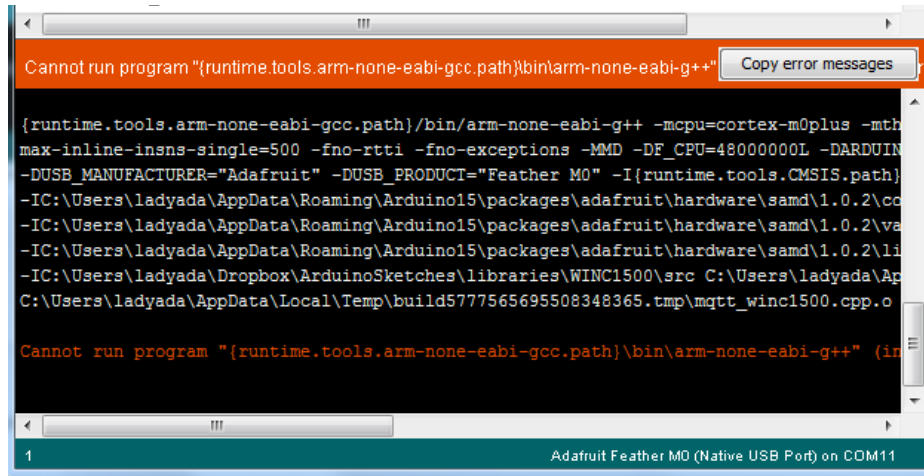 Cannot run program "{runtime.tools.arm-none-eabi-gcc.path}\bin\arm-none-eabi-g++"
Copy error messages
{runtime.tools.arm-none-eabi-gcc.path}/bin/arm-none-eabi-g++ -mcpu=cortex-m0plus -mth
max-inline-insns-single=500 -fno-rtti -fno-exceptions -MMD -DF_CPU=48000000L -DARDUIN
-DUSB_MANUFACTURER="Adafruit" -DUSB_PRODUCT="Feather M0" -I{runtime.tools.CMSIS.path}
-IC:\Users\ladyada\AppData\Roaming\Arduino15\packages\adafruit\hardware\samd\1.0.2\co
-IC:\Users\ladyada\AppData\Roaming\Arduino15\packages\adafruit\hardware\samd\1.0.2\va
-IC:\Users\ladyada\AppData\Roaming\Arduino15\packages\adafruit\hardware\samd\1.0.2\li
-IC:\Users\ladyada\Dropbox\ArduinoSketches\libraries\WINC1500\src C:\Users\ladyada\Ap
C:\Users\ladyada\AppData\Local\Temp\build5777565695508348365.tmp\mqtt_winc1500.cpp.o
Cannot run program "{runtime.tools.arm-none-eabi-gcc.path}\bin\arm-none-eabi-g++" (in
1
Adafruit Feather M0 (Native USB Port) on COM11